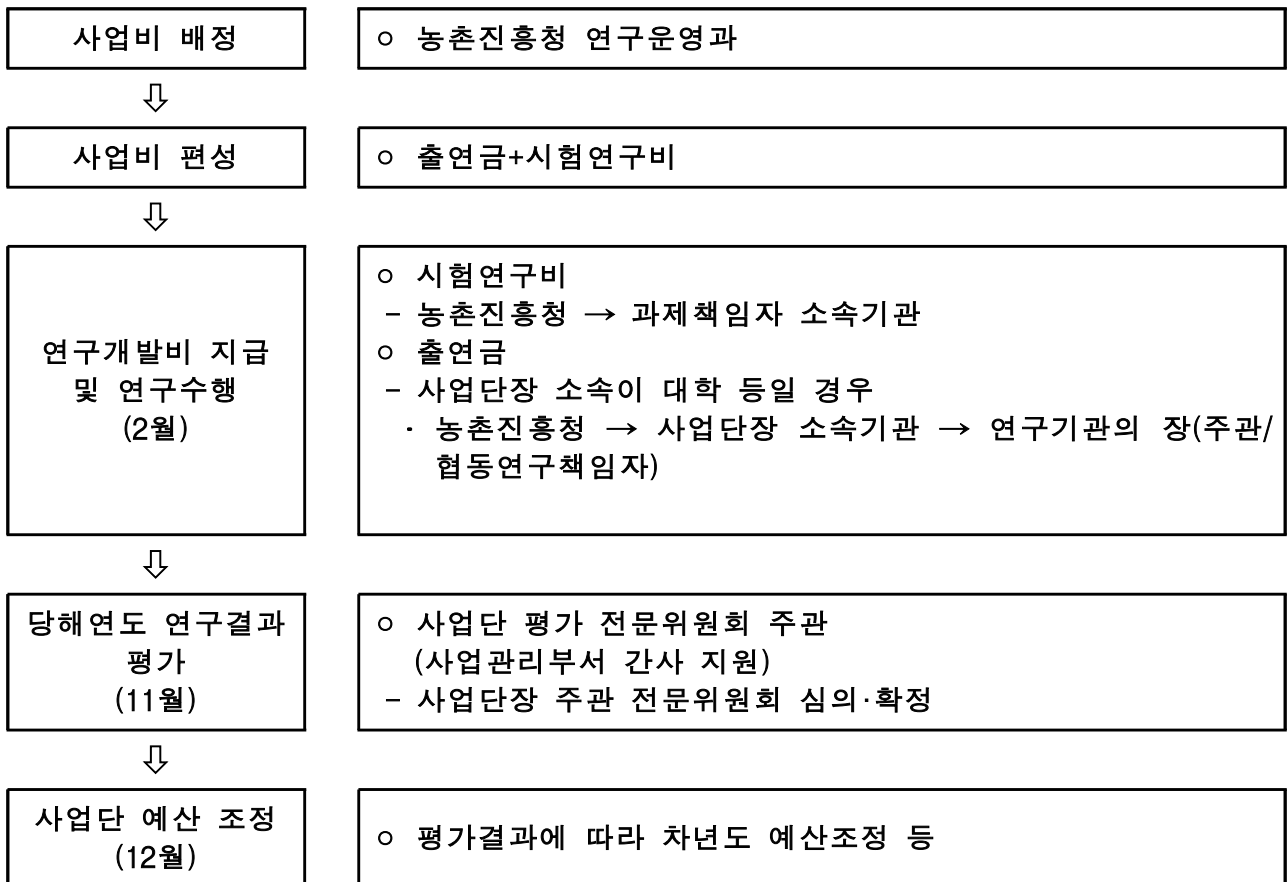 사업비 배정
ㅇ 농촌진흥청 연구운영과
⇩
사업비 편성
ㅇ 출연금+시험연구비
⇩
연구개발비 지급
및 연구수행
(2월)
ㅇ 시험연구비
- 농촌진흥청 → 과제책임자 소속기관
ㅇ 출연금
- 사업단장 소속이 대학 등일 경우
· 농촌진흥청 → 사업단장 소속기관 → 연구기관의 장(주관/
협동연구책임자)
⇩
당해연도 연구결과
평가
(11월)
ㅇ 사업단 평가 전문위원회 주관
(사업관리부서 간사 지원)
- 사업단장 주관 전문위원회 심의·확정
⇩
사업단 예산 조정
(12월)
ㅇ 평가결과에 따라 차년도 예산조정 등